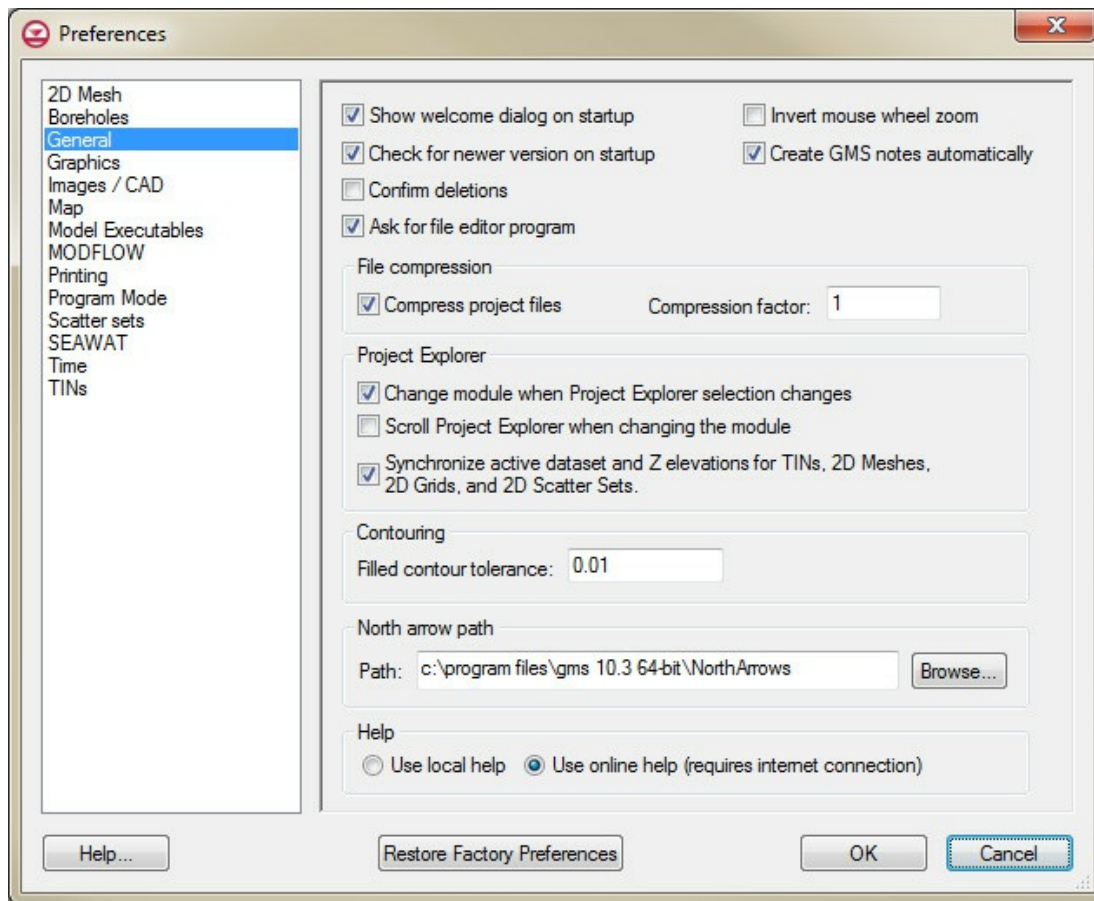 Preferences
2D Mesh
Boreholes
General
Graphics
Images / CAD
Map
Model Executables
MODFLOW
Printing
Program Mode
Scatter sets
SEAWAT
Time
TINs
Show welcome dialog on startup
Invert mouse wheel zoom
Check for newer version on startup
Create GMS notes automatically
Confirm deletions
Ask for file editor program
File compression
Compress project files
Compression factor: 1
Project Explorer
Change module when Project Explorer selection changes
Scroll Project Explorer when changing the module
Synchronize active dataset and Z elevations for TINs, 2D Meshes,
2D Grids, and 2D Scatter Sets.
Contouring
Filled contour tolerance: 0.01
North arrow path
Path: c:\program files\gms 10.3 64-bit\NorthArrows Browse...
Help
Use local help Use online help (requires internet connection)
Help... Restore Factory Preferences OK Cancel